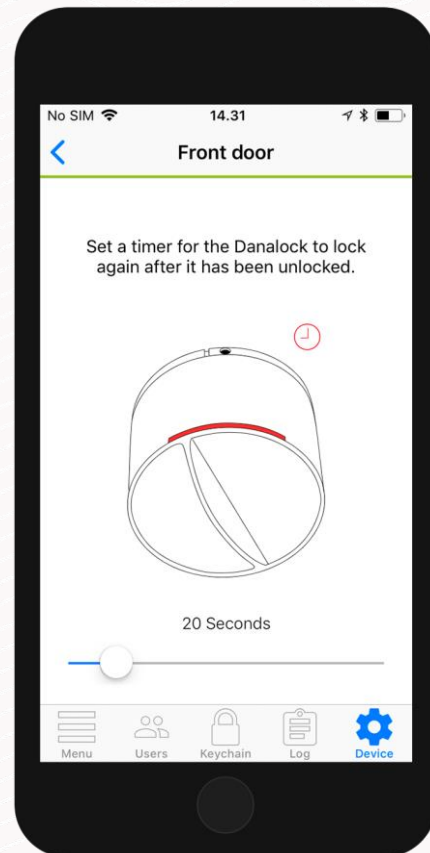 No SIM 14.31
Front door
Set a timer for the Danalock to lock
again after it has been unlocked.
20 Seconds
Menu Users Keychain Log Device